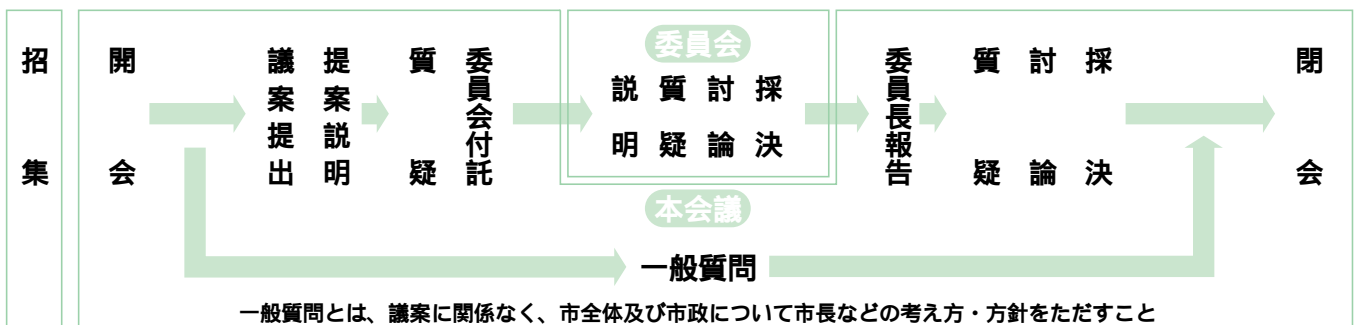 招集
開会
議案提出
提案説明
質疑
委員会付託
委員会
説明
質疑
討論
採決
委員長報告
質疑
討論
採決
閉会
本会議
一般質問
一般質問とは、議案に関係なく、市全体及び市政について市長などの考え方・方針をただすこと